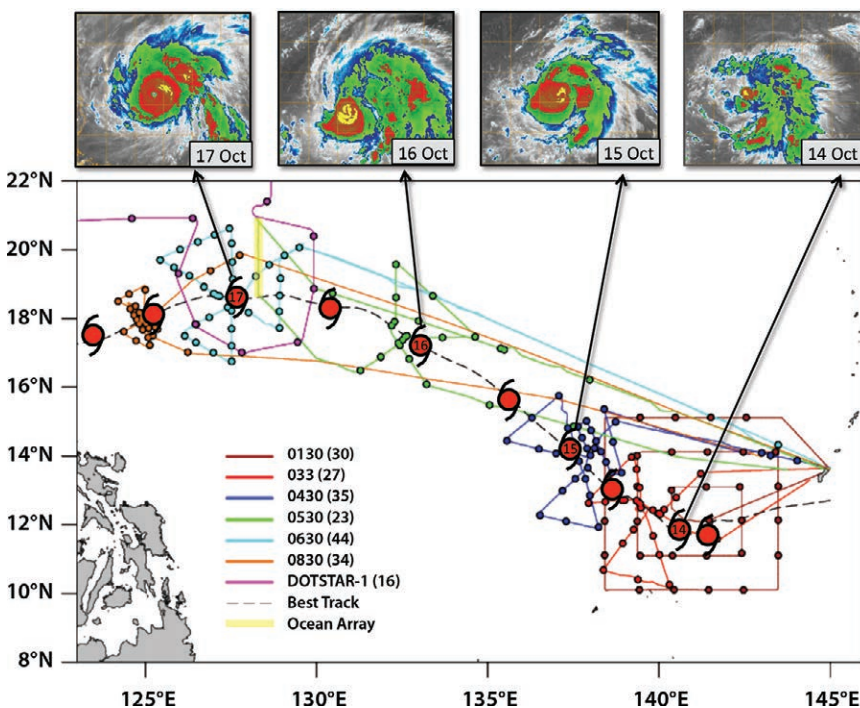 17 Oct
16 Oct
15 Oct
14 Oct
22°N
20°N
18°N
16°N
14°N
12°N
10°N
8°N
17
16
15
14
0130 (30)
033 (27)
0430 (35)
0530 (23)
0630 (44)
0830 (34)
DOTSTAR-1 (16)
Best Track
Ocean Array
125°E
130°E
135°E
140°E
145°E